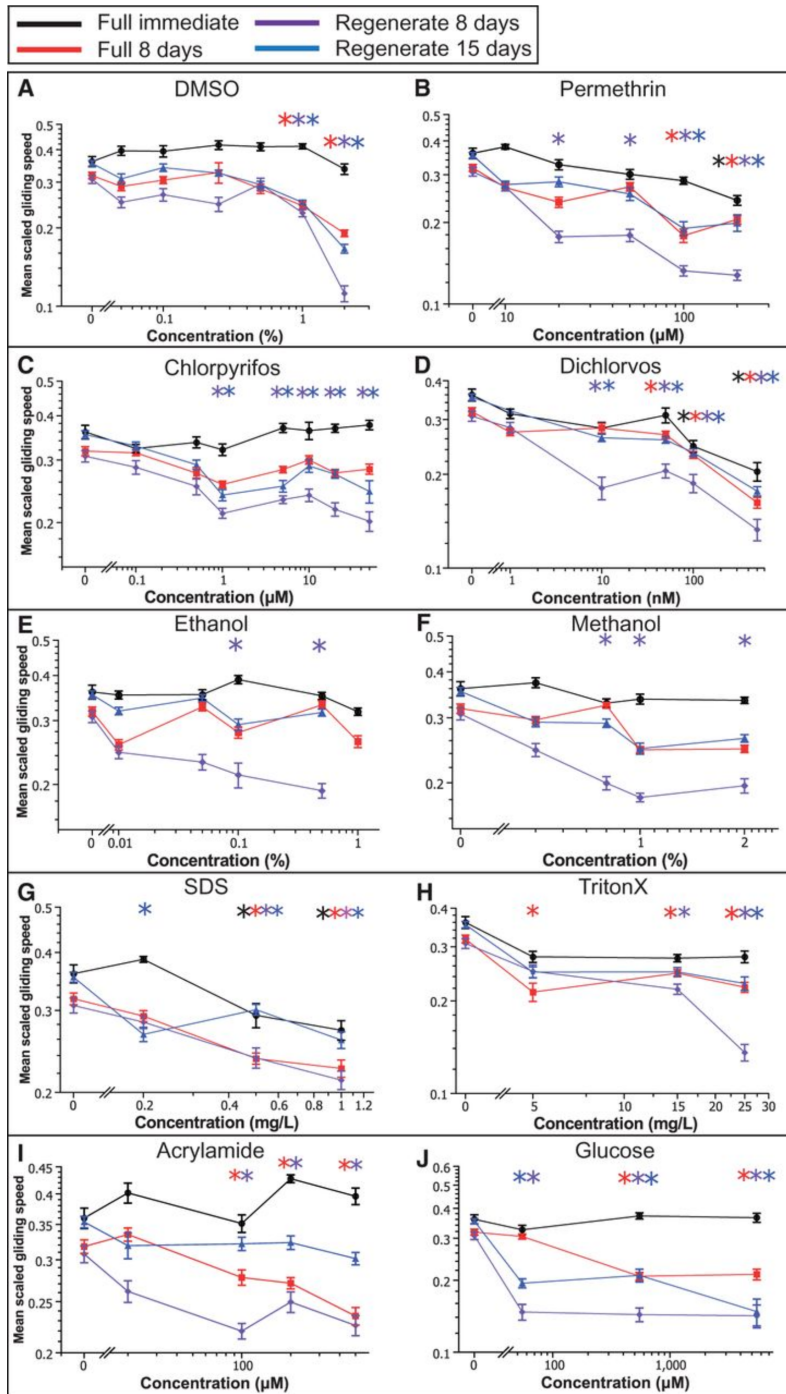 Full immediate Regenerate 8 days
Full 8 days Regenerate 15 days
A DMSO
Mean scaled gliding speed
0.5
0.4
0.3
0.2
0.1
***
***
0 0.1 1
Concentration (%)
B Permethrin
0.5
0.4
0.3
0.2
0.1
* * ***
****
0 10 100
Concentration (µM)
C Chlorpyrifos
Mean scaled gliding speed
0.5
0.4
0.3
0.2
** ** ** ** **
0 0.1 1 10
Concentration (µM)
D Dichlorvos
0.4
0.3
0.2
0.1
****
** ***
****
0 1 10 100
Concentration (nM)
E Ethanol
Mean scaled gliding speed
0.5
0.4
0.3
0.2
* *
0 0.01 0.1 1
Concentration (%)
F Methanol
0.5
0.4
0.3
0.2
* * *
0 1 2
Concentration (%)
G SDS
Mean scaled gliding speed
0.5
0.3
0.2
* **** ****
0 0.2 0.4 0.6 0.8 1 1.2
Concentration (mg/L)
H TritonX
0.4
0.3
0.2
0.1
* ** ***
0 5 10 15 20 25 30
Concentration (mg/L)
I Acrylamide
Mean scaled gliding speed
0.45
0.4
0.35
0.3
0.25
0.2
** ** **
0 100
Concentration (µM)
J Glucose
0.6
0.5
0.4
0.3
0.2
0.1
** *** ***
0 100 1,000
Concentration (µM)